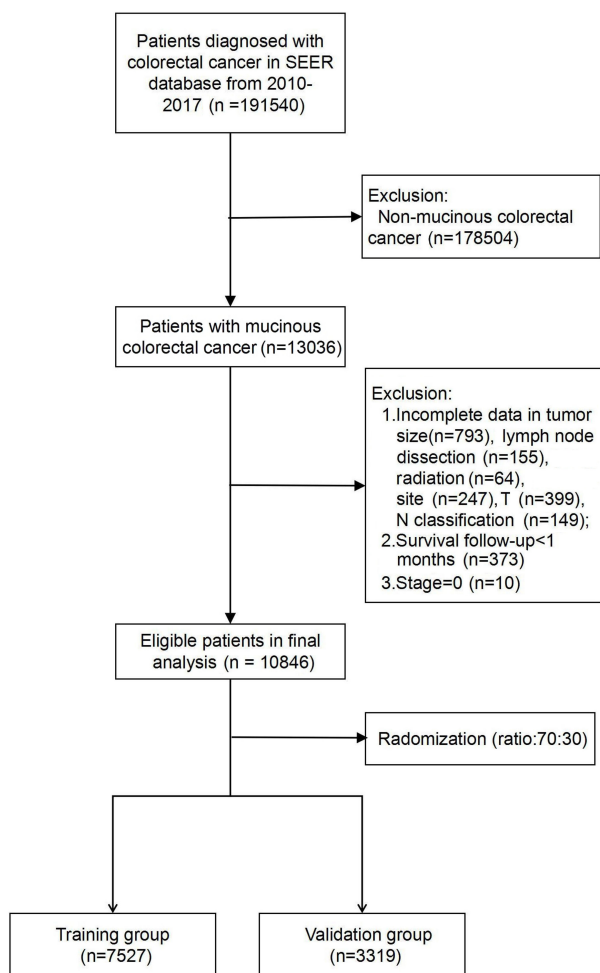 Patients diagnosed with
colorectal cancer in SEER
database from 2010-
2017 (n =191540)
Exclusion:
Non-mucinous colorectal
cancer (n=178504)
Patients with mucinous
colorectal cancer (n=13036)
Exclusion:
1.Incomplete data in tumor
size(n=793), lymph node
dissection (n=155),
radiation (n=64),
site (n=247), T (n=399),
N classification (n=149);
2.Survival follow-up<1
months (n=373)
3.Stage=0 (n=10)
Eligible patients in final
analysis (n = 10846)
Radomization (ratio:70:30)
Training group
(n=7527)
Validation group
(n=3319)